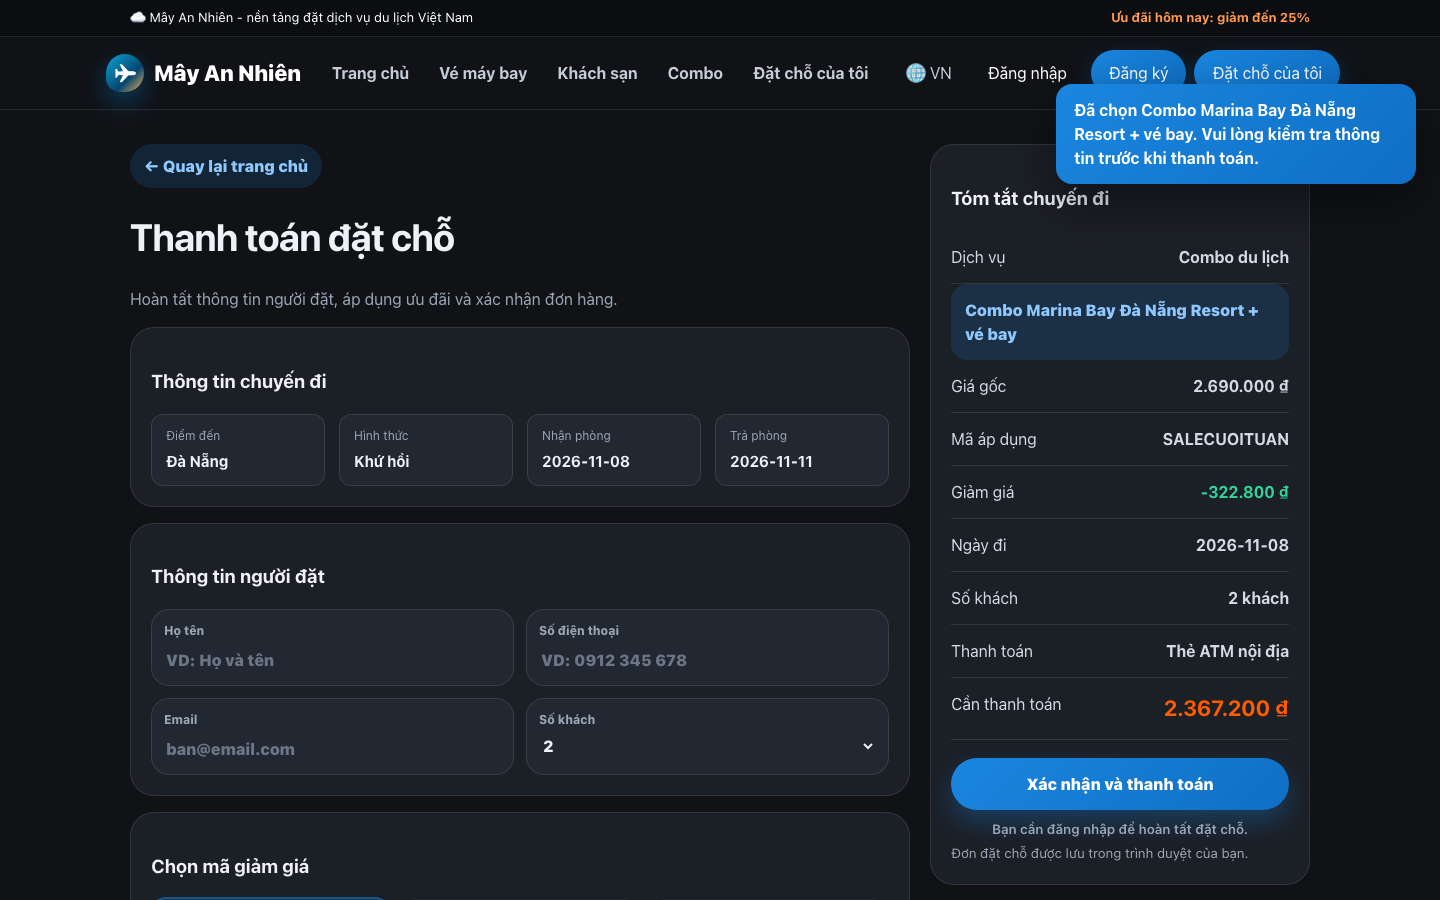 Mây An Nhiên - nền tảng đặt dịch vụ du lịch Việt Nam
Ưu đãi hôm nay: giảm đến 25%
Mây An Nhiên
Trang chủ
Vé máy bay
Khách sạn
Combo
Đặt chỗ của tôi
VN
Đăng nhập
Đăng ký
Đặt chỗ của tôi
Đã chọn Combo Marina Bay Đà Nẵng
Resort + vé bay. Vui lòng kiểm tra thông
tin trước khi thanh toán.
← Quay lại trang chủ
Thanh toán đặt chỗ
Hoàn tất thông tin người đặt, áp dụng ưu đãi và xác nhận đơn hàng.
Thông tin chuyến đi
Điểm đến
Đà Nẵng
Hình thức
Khứ hồi
Nhận phòng
2026-11-08
Trả phòng
2026-11-11
Thông tin người đặt
Họ tên
VD: Họ và tên
Số điện thoại
VD: 0912 345 678
Email
ban@email.com
Số khách
2
Chọn mã giảm giá
Tóm tắt chuyến đi
Dịch vụ
Combo du lịch
Combo Marina Bay Đà Nẵng Resort +
vé bay
Giá gốc
2.690.000 ₫
Mã áp dụng
SALECUOITUAN
Giảm giá
-322.800 ₫
Ngày đi
2026-11-08
Số khách
2 khách
Thanh toán
Thẻ ATM nội địa
Cần thanh toán
2.367.200 ₫
Xác nhận và thanh toán
Bạn cần đăng nhập để hoàn tất đặt chỗ.
Đơn đặt chỗ được lưu trong trình duyệt của bạn.